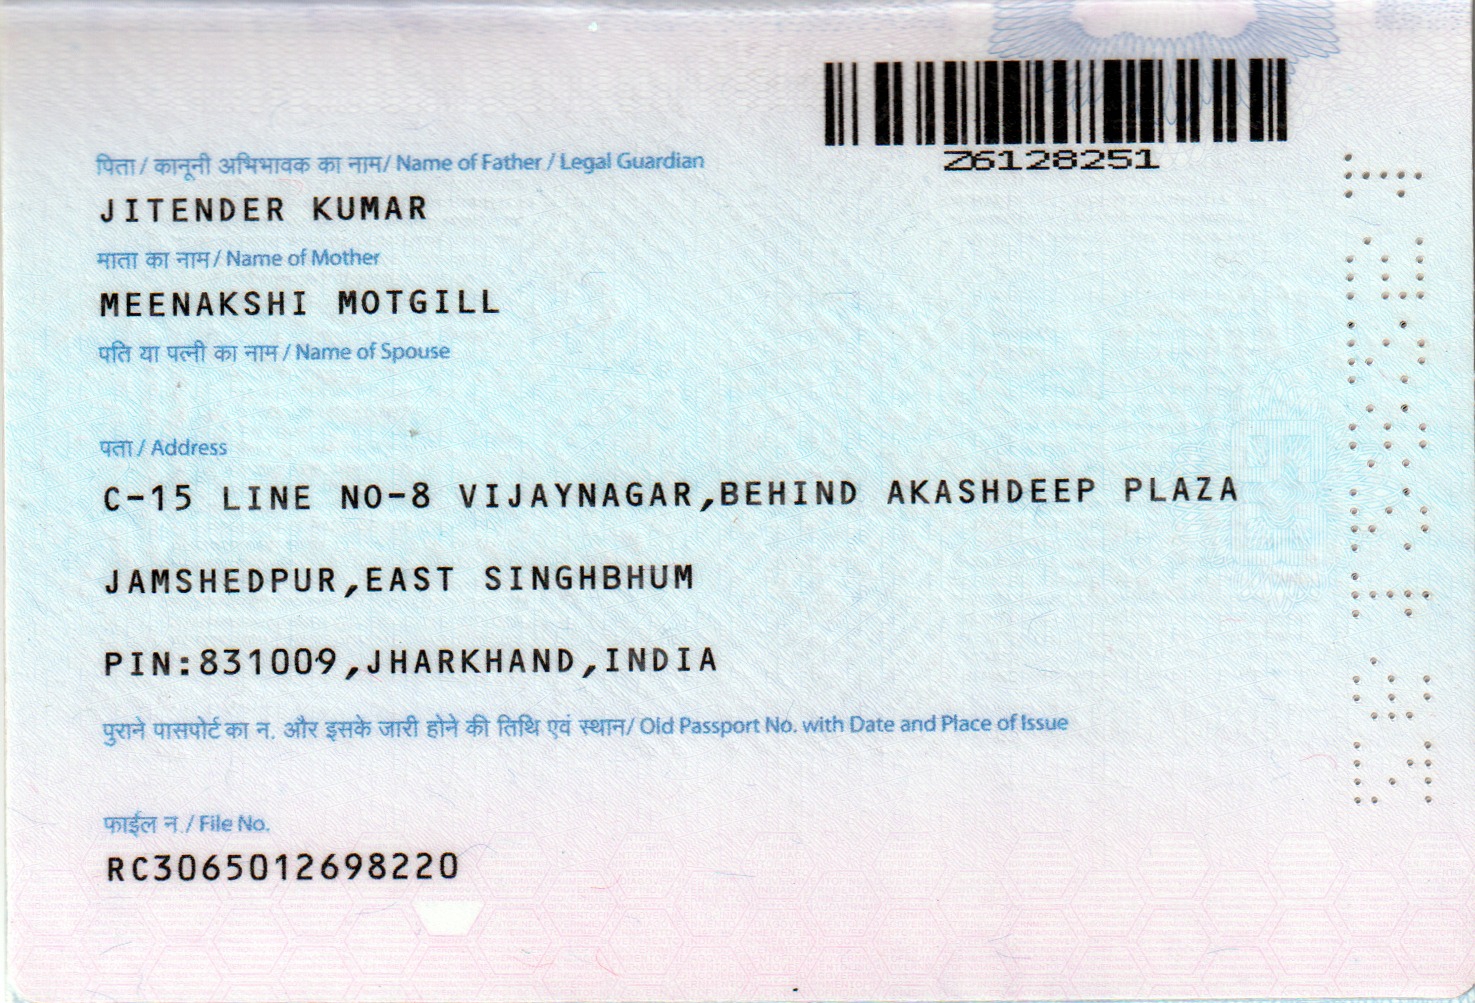 Z6128251
पिता / कानूनी अभिभावक का नाम/ Name of Father / Legal Guardian
JITENDER KUMAR
माता का नाम / Name of Mother
MEENAKSHI MOTGILL
पति या पत्नी का नाम / Name of Spouse
पता / Address
C-15 LINE NO-8 VIJAYNAGAR,BEHIND AKASHDEEP PLAZA
JAMSHEDPUR,EAST SINGHBHUM
PIN:831009,JHARKHAND,INDIA
पुराने पासपोर्ट का न. और इसके जारी होने की तिथि एवं स्थान/ Old Passport No. with Date and Place of Issue
फाईल न./ File No.
RC3065012698220